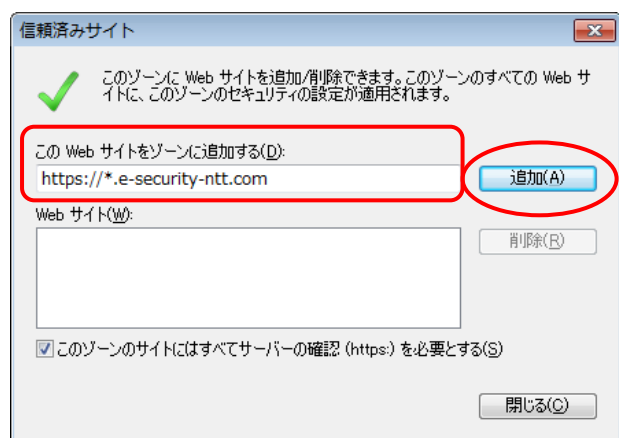 信頼済みサイト
このゾーンに Web サイトを追加/削除できます。このゾーンのすべての Web サ
イトに、このゾーンのセキュリティの設定が適用されます。
この Web サイトをゾーンに追加する(D):
https://*.e-security-ntt.com
追加(A)
Web サイト(W):
削除(R)
このゾーンのサイトにはすべてサーバーの確認 (https:) を必要とする(S)
閉じる(C)